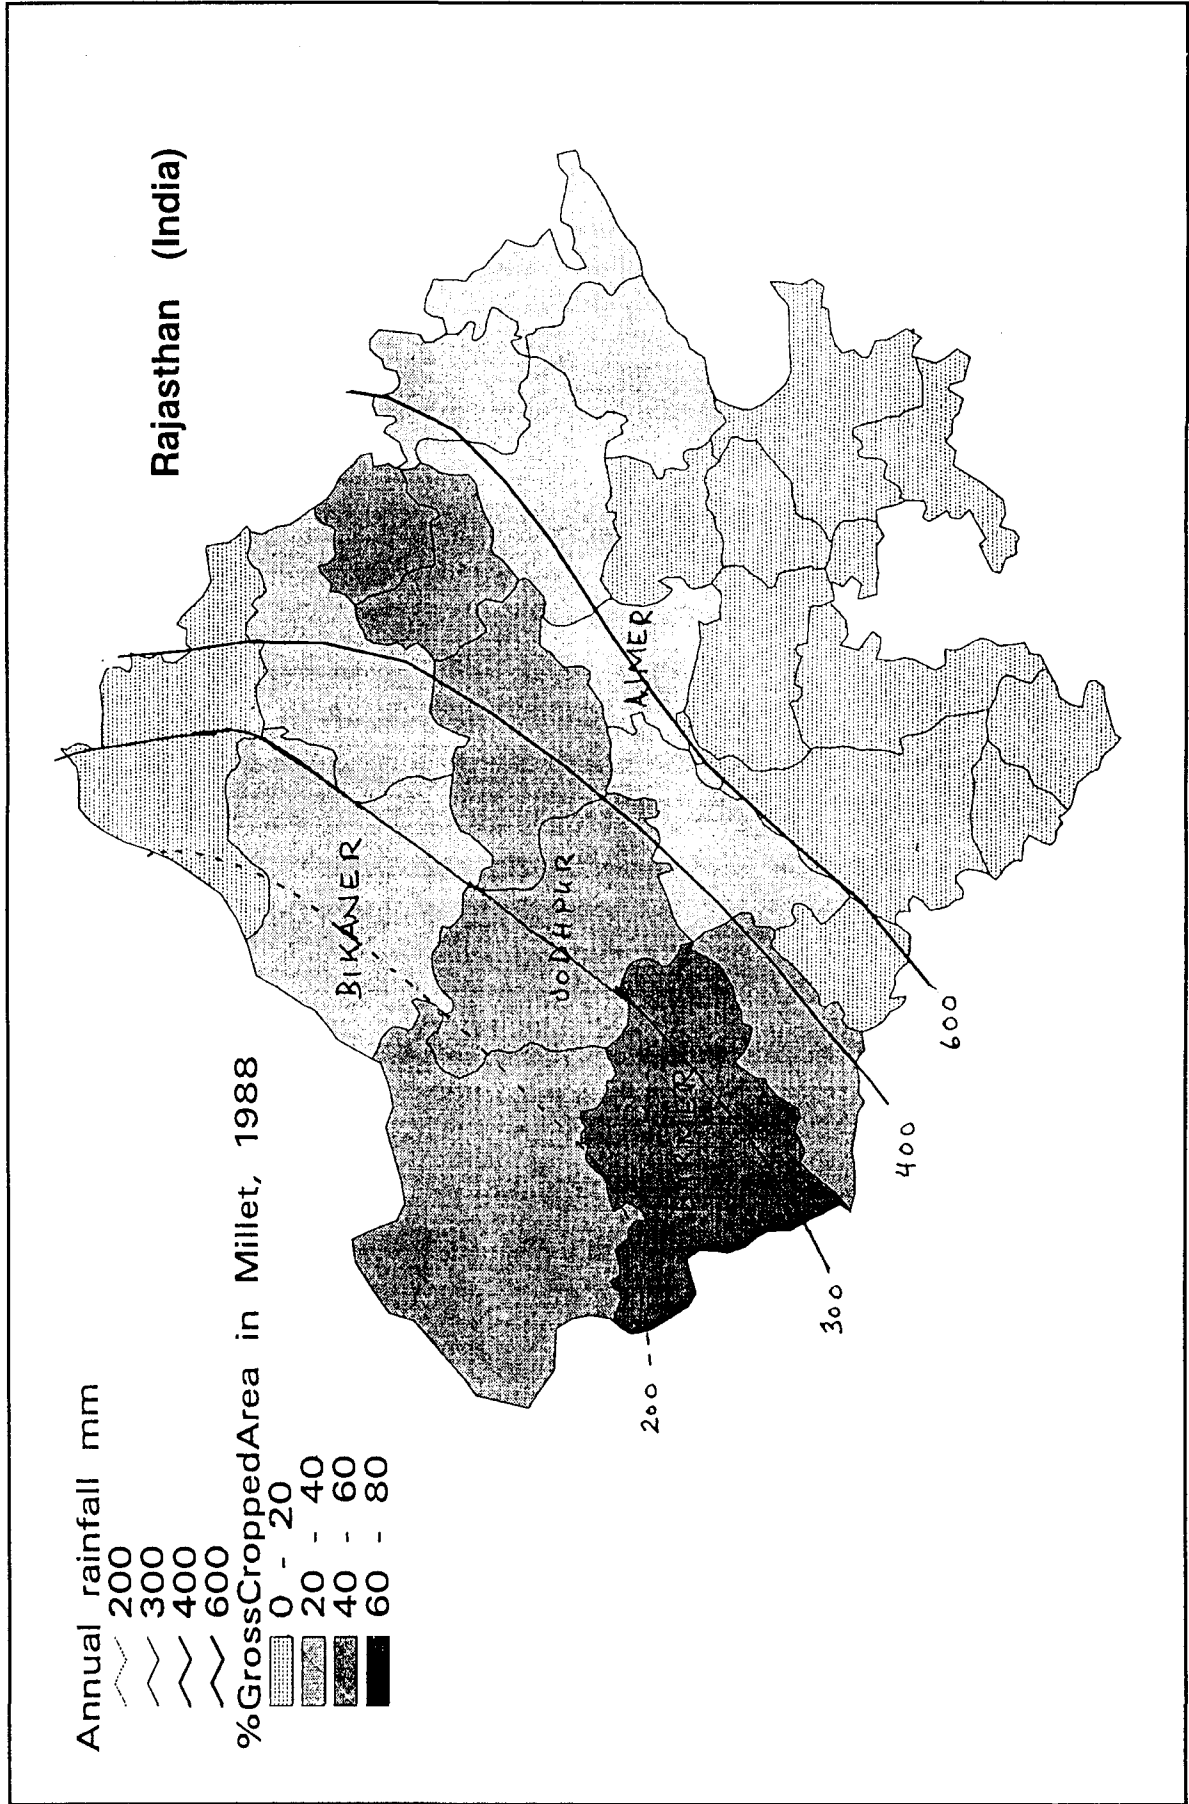 Rajasthan (India)
Annual rainfall mm
200
300
400
600
%GrossCroppedArea in Millet, 1988
0 - 20
20 - 40
40 - 60
60 - 80
BIKANER
JODHPUR
AJMER
BARMER
200
300
400
600